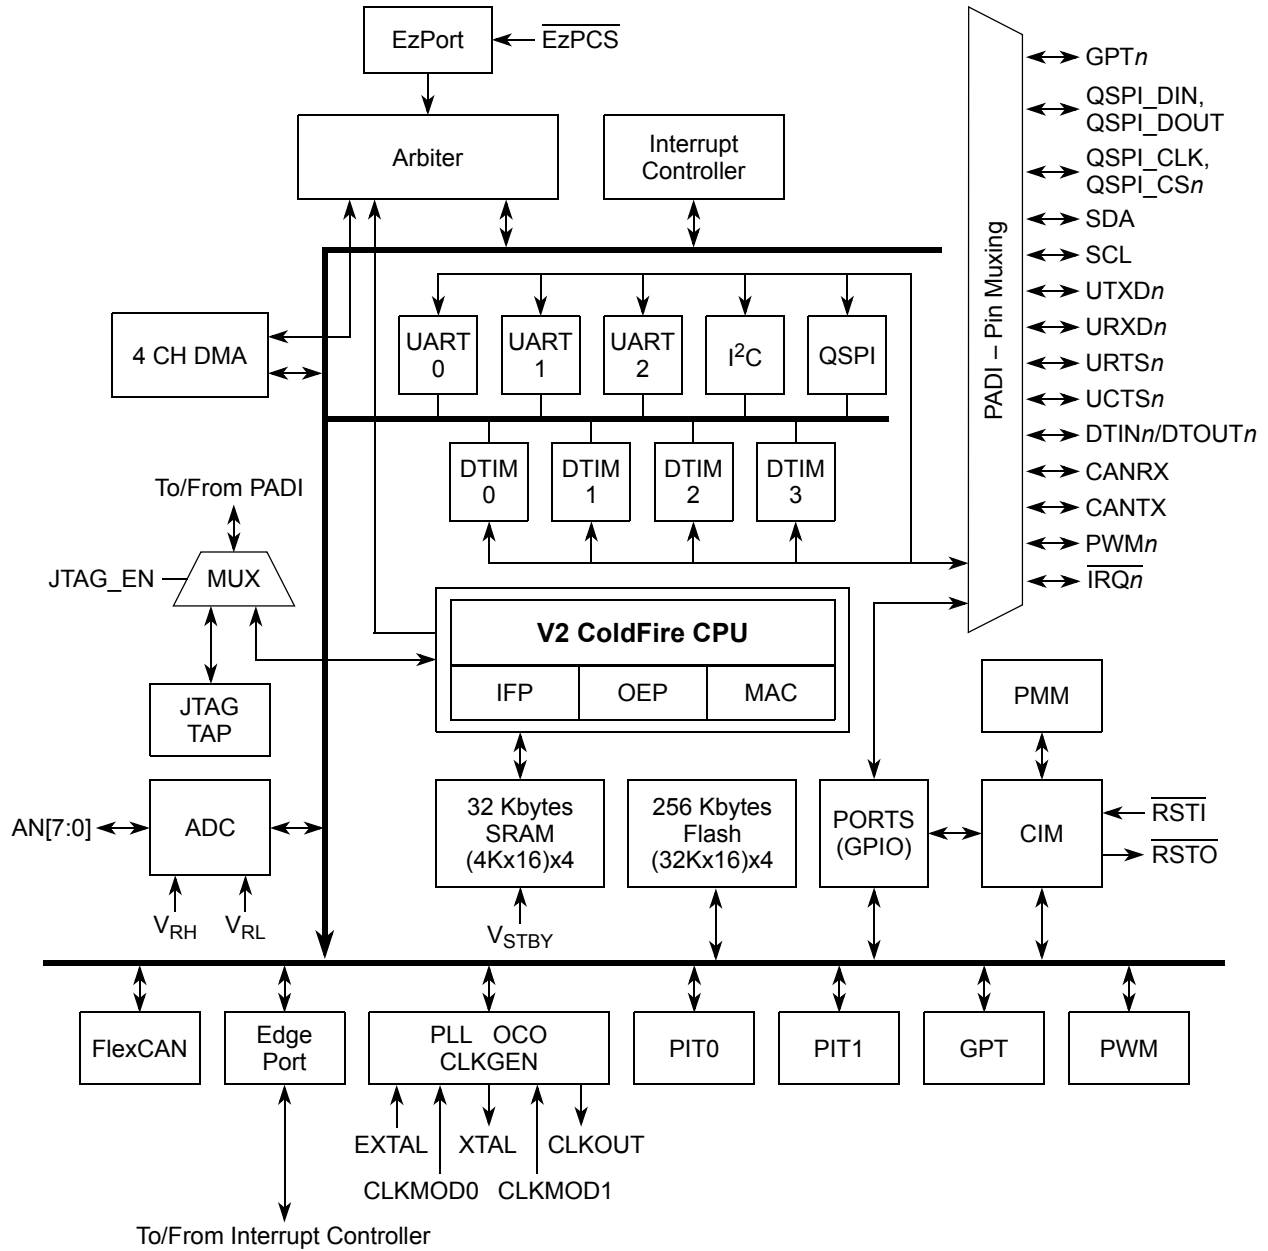 EzPort
EzPCS
Arbiter
Interrupt
Controller
GPTn
QSPI_DIN,
QSPI_DOUT
QSPI_CLK,
QSPI_CSn
SDA
SCL
UTXDn
URXDn
URTSn
UCTSn
DTINn/DTOUTn
CANRX
CANTX
PWMn
IRQn
PADI – Pin Muxing
4 CH DMA
UART
0
UART
1
UART
2
I²C
QSPI
DTIM
0
DTIM
1
DTIM
2
DTIM
3
To/From PADI
JTAG_EN
MUX
JTAG
TAP
V2 ColdFire CPU
IFP
OEP
MAC
PMM
AN[7:0]
ADC
VRH
VRL
32 Kbytes
SRAM
(4Kx16)x4
VSTBY
256 Kbytes
Flash
(32Kx16)x4
PORTS
(GPIO)
CIM
RSTI
RSTO
FlexCAN
Edge
Port
PLL OCO
CLKGEN
PIT0
PIT1
GPT
PWM
EXTAL
XTAL
CLKOUT
CLKMOD0
CLKMOD1
To/From Interrupt Controller